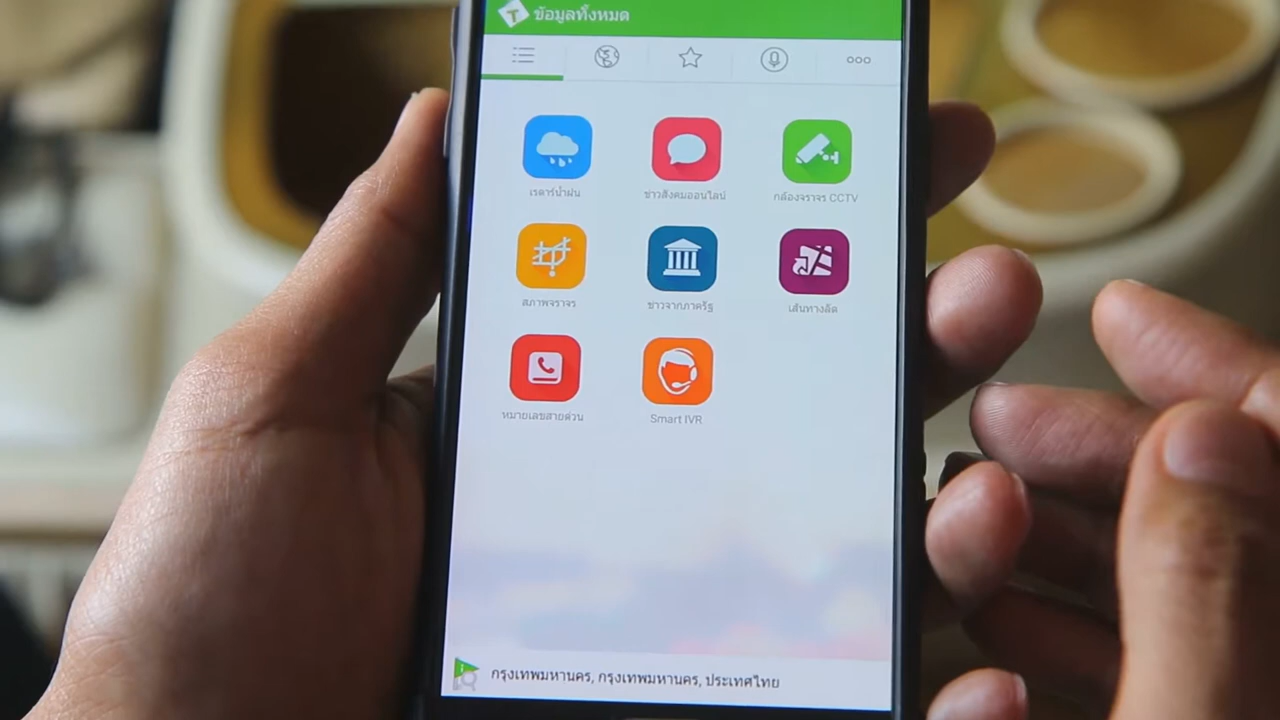 T ข้อมูลทั้งหมด
เรดาร์น้ำฝน
ข่าวสังคมออนไลน์
กล้องจราจร CCTV
สภาพจราจร
ข่าวจากภาครัฐ
เส้นทางลัด
หมายเลขสายด่วน
Smart IVR
กรุงเทพมหานคร, กรุงเทพมหานคร, ประเทศไทย